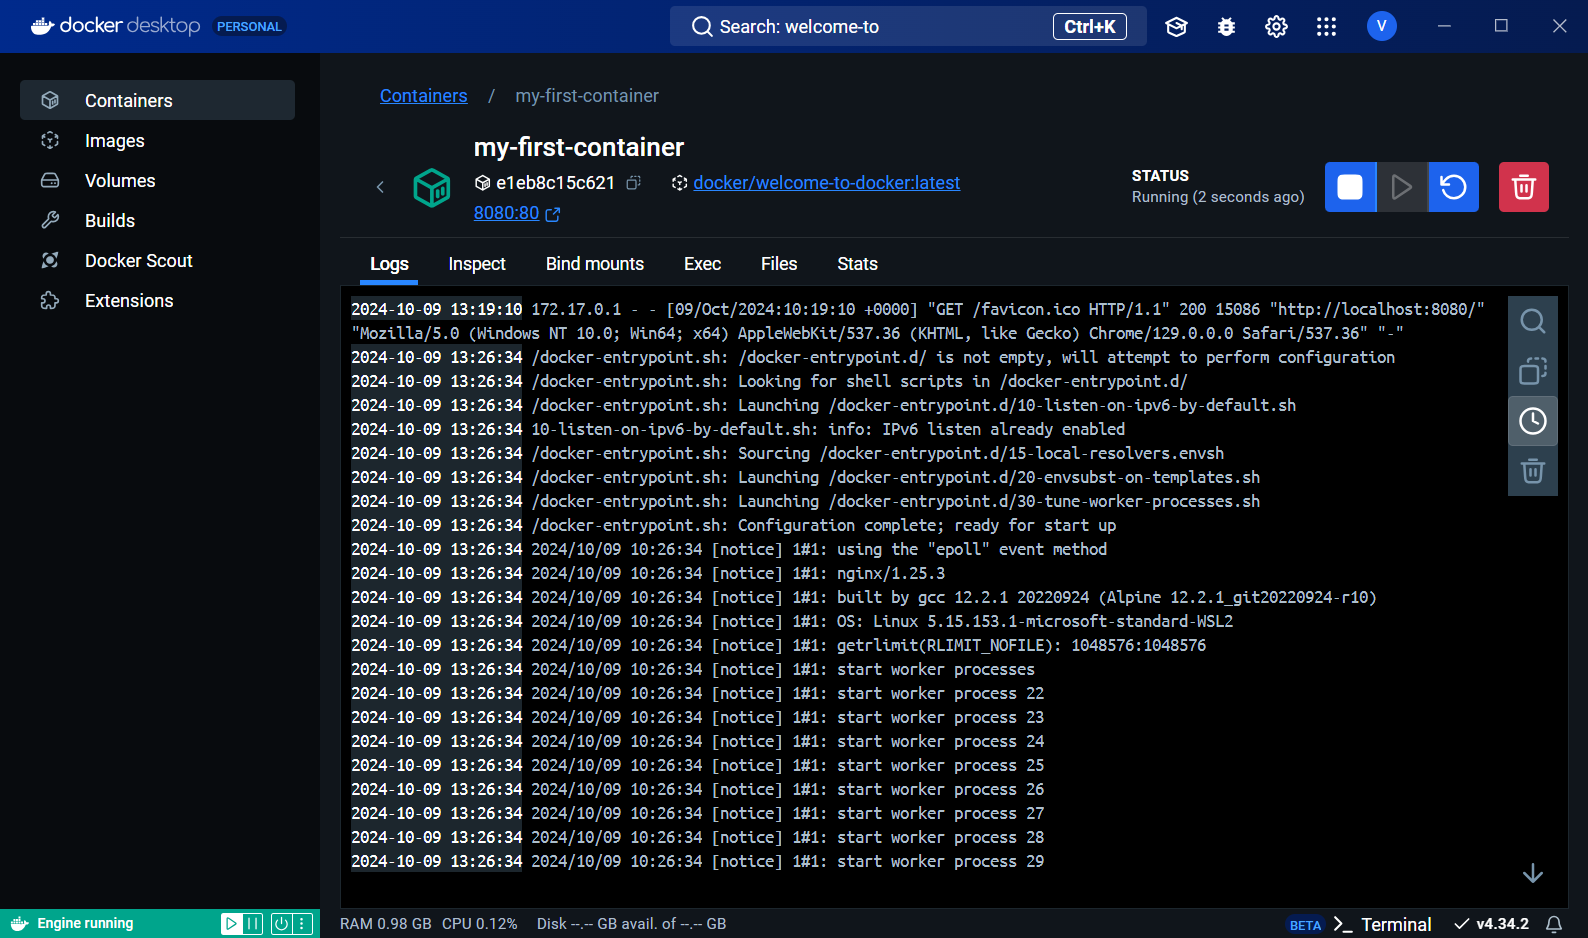 docker desktop PERSONAL
Search: welcome-to Ctrl+K
V
Containers
Images
Volumes
Builds
Docker Scout
Extensions
Containers / my-first-container
my-first-container
e1eb8c15c621 docker/welcome-to-docker:latest
8080:80
STATUS
Running (2 seconds ago)
Logs Inspect Bind mounts Exec Files Stats
2024-10-09 13:19:10 172.17.0.1 - - [09/Oct/2024:10:19:10 +0000] "GET /favicon.ico HTTP/1.1" 200 15086 "http://localhost:8080/"
"Mozilla/5.0 (Windows NT 10.0; Win64; x64) AppleWebKit/537.36 (KHTML, like Gecko) Chrome/129.0.0.0 Safari/537.36" "-"
2024-10-09 13:26:34 /docker-entrypoint.sh: /docker-entrypoint.d/ is not empty, will attempt to perform configuration
2024-10-09 13:26:34 /docker-entrypoint.sh: Looking for shell scripts in /docker-entrypoint.d/
2024-10-09 13:26:34 /docker-entrypoint.sh: Launching /docker-entrypoint.d/10-listen-on-ipv6-by-default.sh
2024-10-09 13:26:34 10-listen-on-ipv6-by-default.sh: info: IPv6 listen already enabled
2024-10-09 13:26:34 /docker-entrypoint.sh: Sourcing /docker-entrypoint.d/15-local-resolvers.envsh
2024-10-09 13:26:34 /docker-entrypoint.sh: Launching /docker-entrypoint.d/20-envsubst-on-templates.sh
2024-10-09 13:26:34 /docker-entrypoint.sh: Launching /docker-entrypoint.d/30-tune-worker-processes.sh
2024-10-09 13:26:34 /docker-entrypoint.sh: Configuration complete; ready for start up
2024-10-09 13:26:34 2024/10/09 10:26:34 [notice] 1#1: using the "epoll" event method
2024-10-09 13:26:34 2024/10/09 10:26:34 [notice] 1#1: nginx/1.25.3
2024-10-09 13:26:34 2024/10/09 10:26:34 [notice] 1#1: built by gcc 12.2.1 20220924 (Alpine 12.2.1_git20220924-r10)
2024-10-09 13:26:34 2024/10/09 10:26:34 [notice] 1#1: OS: Linux 5.15.153.1-microsoft-standard-WSL2
2024-10-09 13:26:34 2024/10/09 10:26:34 [notice] 1#1: getrlimit(RLIMIT_NOFILE): 1048576:1048576
2024-10-09 13:26:34 2024/10/09 10:26:34 [notice] 1#1: start worker processes
2024-10-09 13:26:34 2024/10/09 10:26:34 [notice] 1#1: start worker process 22
2024-10-09 13:26:34 2024/10/09 10:26:34 [notice] 1#1: start worker process 23
2024-10-09 13:26:34 2024/10/09 10:26:34 [notice] 1#1: start worker process 24
2024-10-09 13:26:34 2024/10/09 10:26:34 [notice] 1#1: start worker process 25
2024-10-09 13:26:34 2024/10/09 10:26:34 [notice] 1#1: start worker process 26
2024-10-09 13:26:34 2024/10/09 10:26:34 [notice] 1#1: start worker process 27
2024-10-09 13:26:34 2024/10/09 10:26:34 [notice] 1#1: start worker process 28
2024-10-09 13:26:34 2024/10/09 10:26:34 [notice] 1#1: start worker process 29
Engine running
RAM 0.98 GB CPU 0.12% Disk --.-- GB avail. of --.-- GB
BETA >_ Terminal v4.34.2